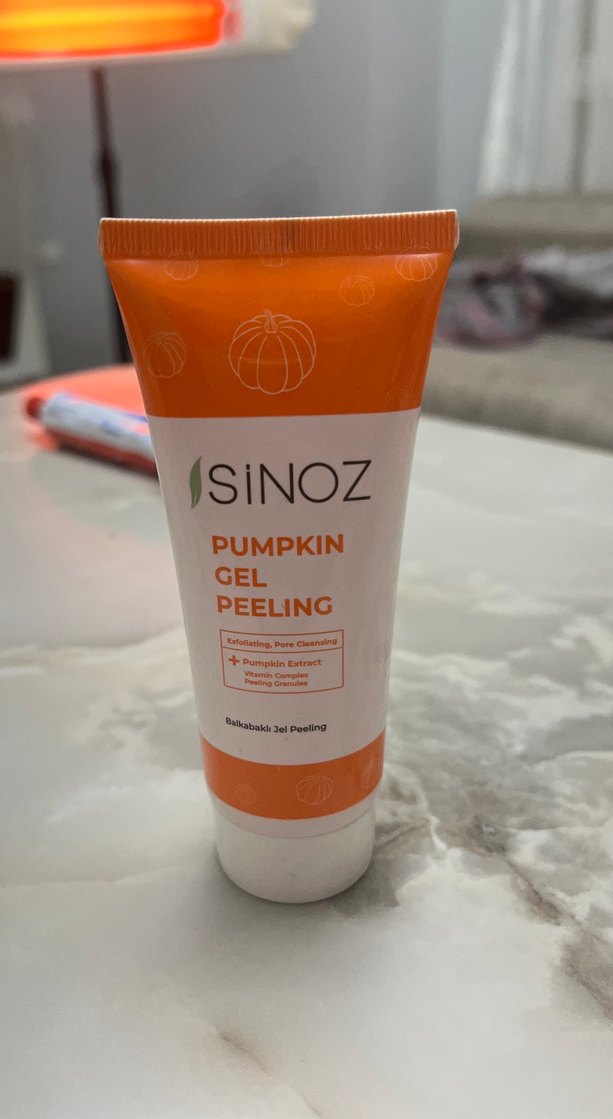 SiNOZ
PUMPKIN
GEL
PEELING
Exfoliating, Pore Cleansing
+ Pumpkin Extract
Vitamin Complex
Peeling Granules
Balkabaklı Jel Peeling